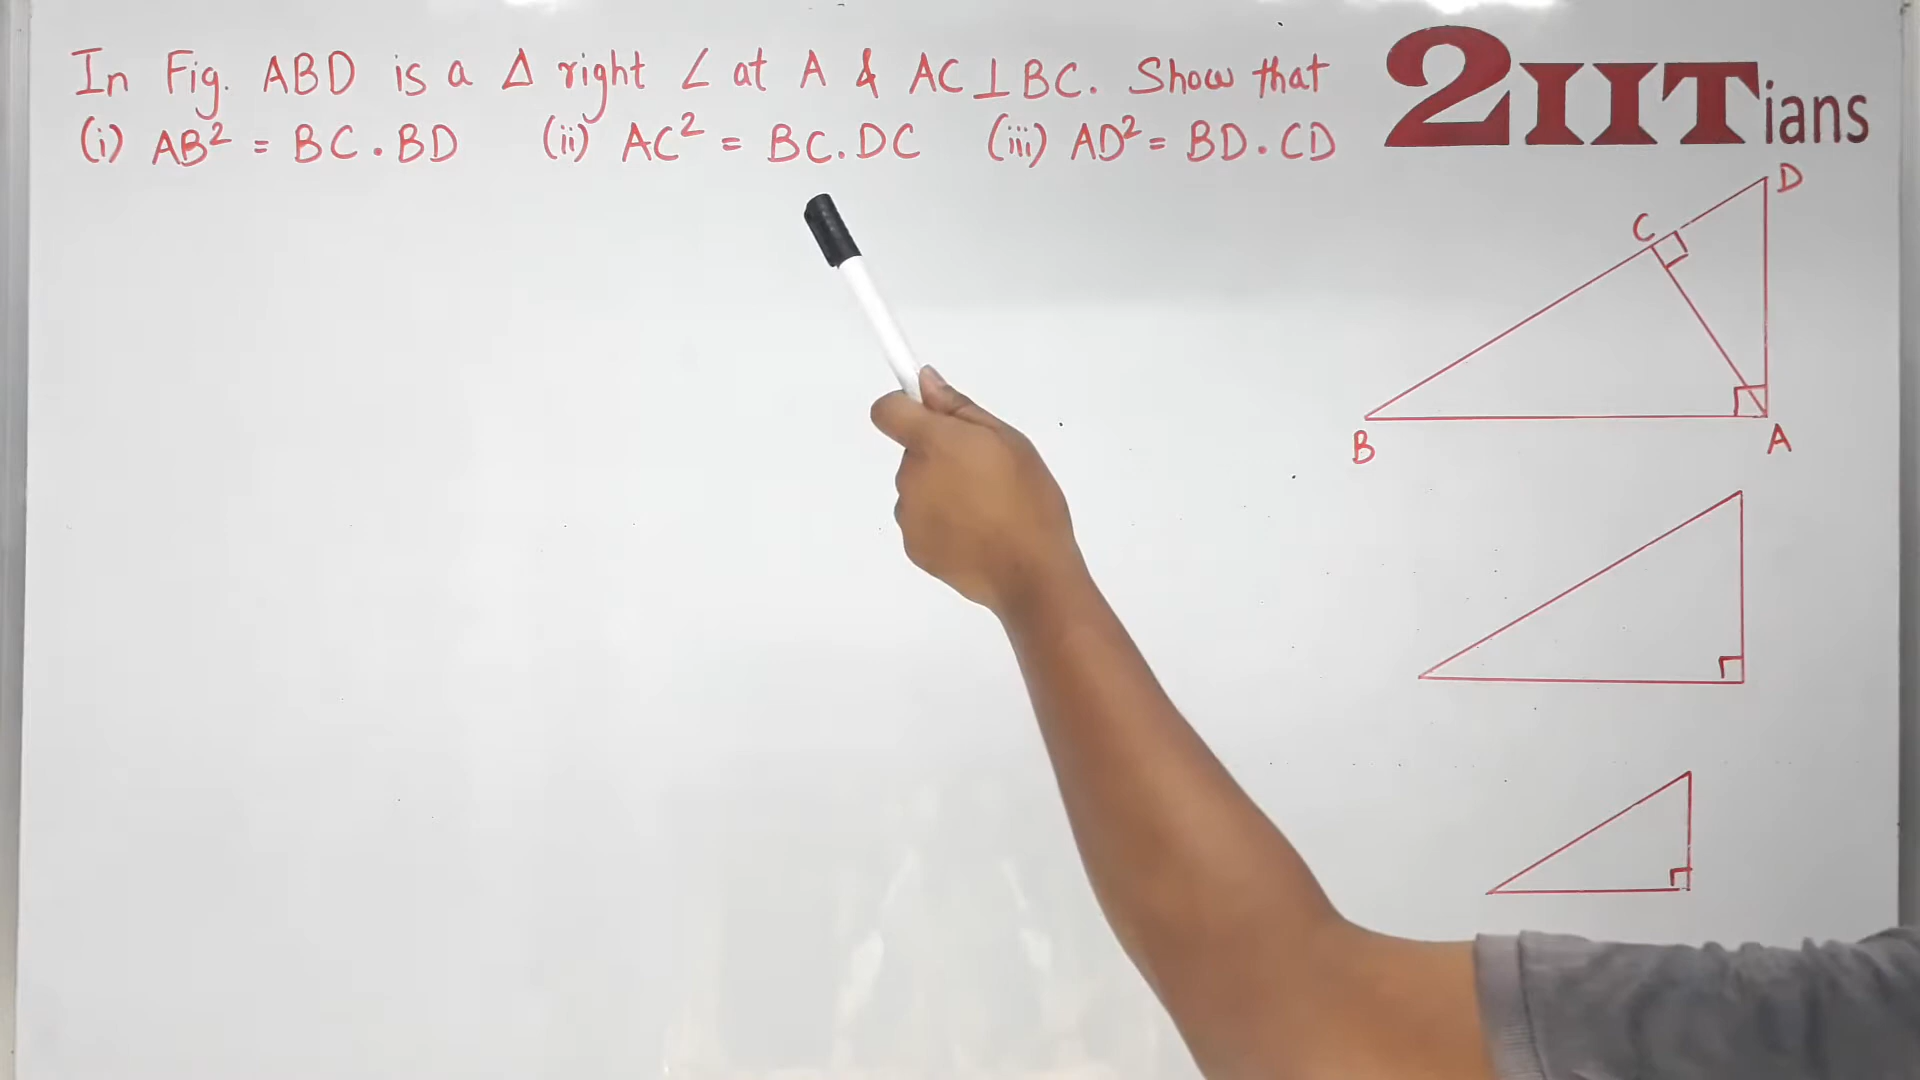 In Fig. ABD is a Δ right ∠ at A & AC⊥BC. Show that
(i) AB² = BC.BD (ii) AC² = BC.DC (iii) AD² = BD.CD
2IITians
D
C
B
A